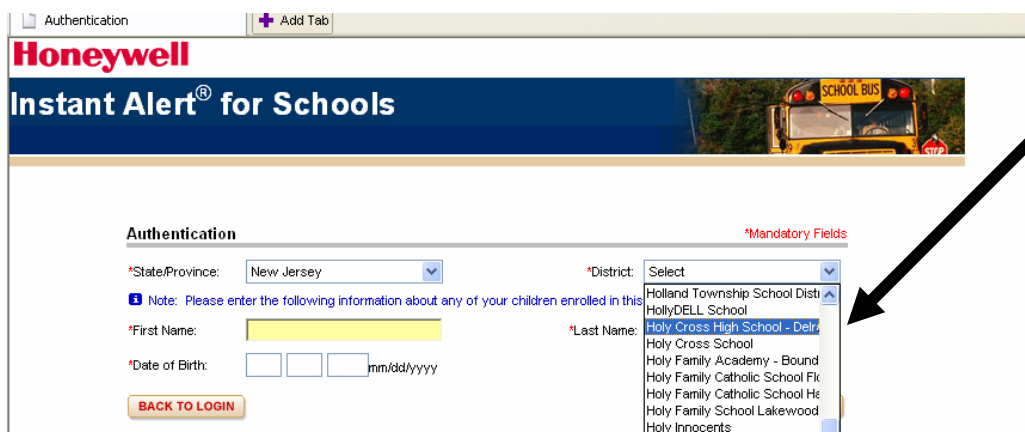 Authentication Add Tab
Honeywell
Instant Alert® for Schools
SCHOOL BUS
STOP
Authentication *Mandatory Fields
*State/Province: New Jersey *District: Select
Note: Please enter the following information about any of your children enrolled in this
Holland Township School Distr
HollyDELL School
*First Name: *Last Name: Holy Cross High School - Delr
Holy Cross School
*Date of Birth: mm/dd/yyyy Holy Family Academy - Bound
Holy Family Catholic School Flo
Holy Family Catholic School Ha
BACK TO LOGIN Holy Family School Lakewood
Holy Innocents